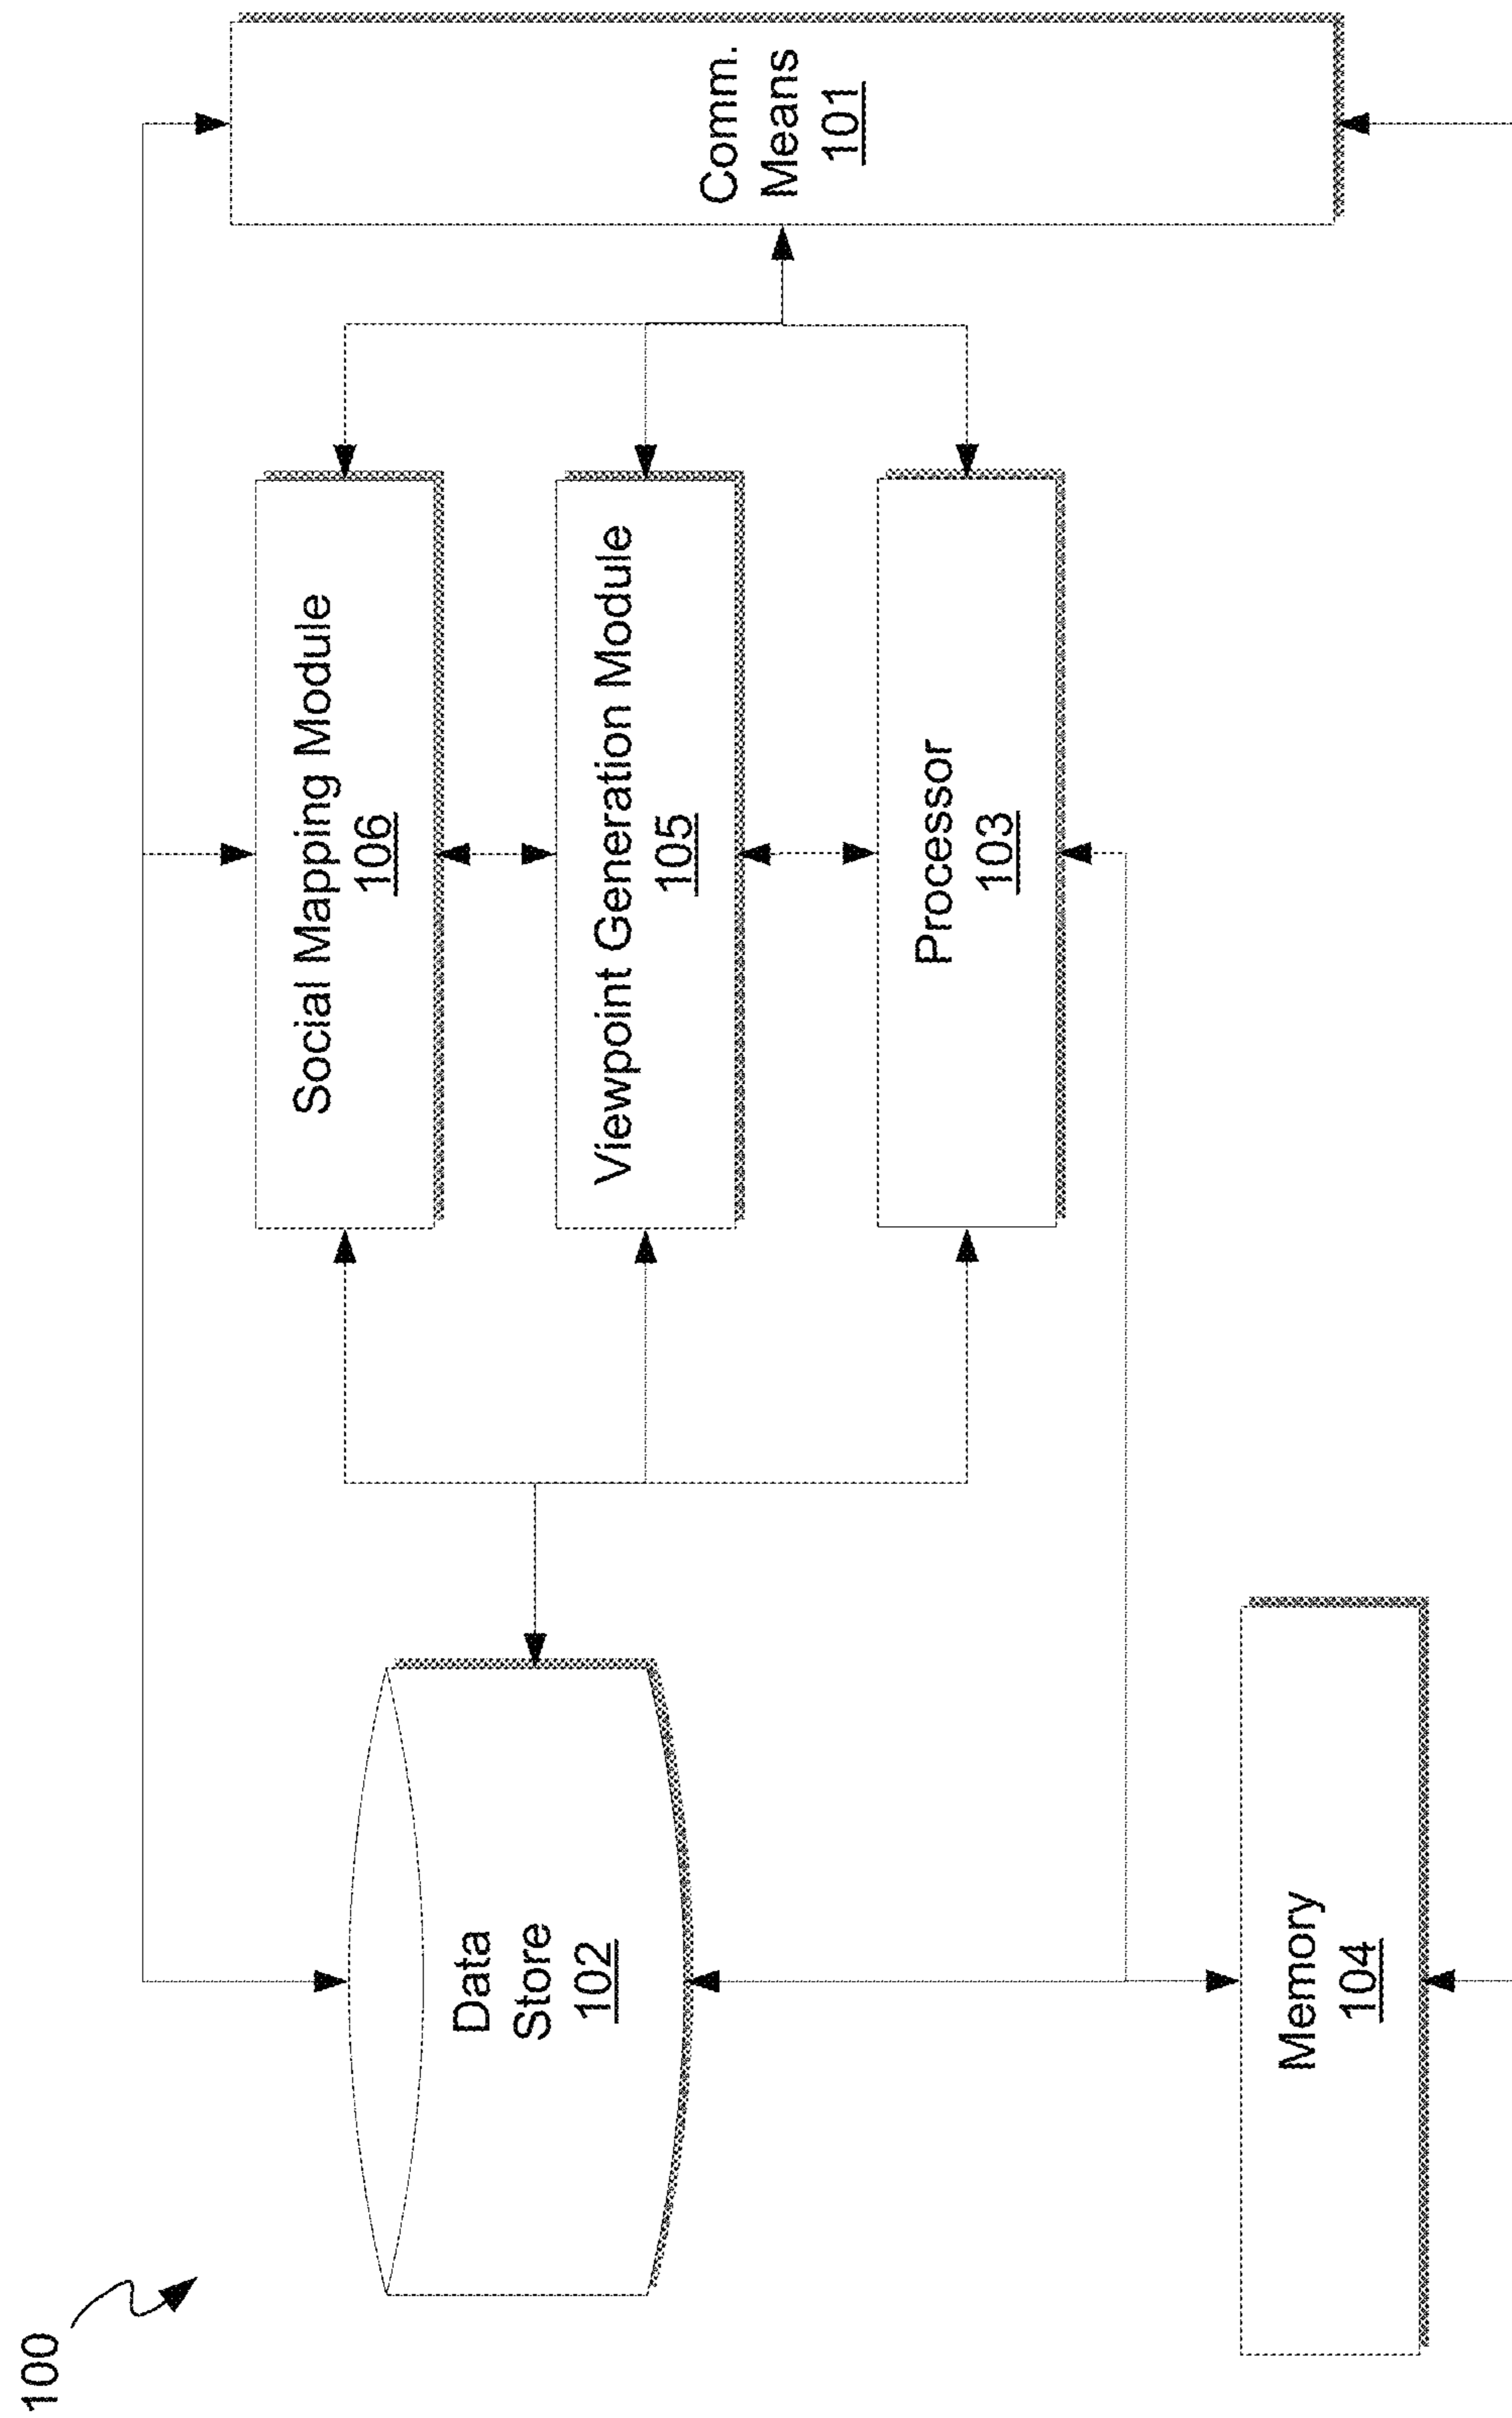 100
Data
Store
102
Memory
104
Social Mapping Module
106
Viewpoint Generation Module
105
Processor
103
Comm.
Means
101